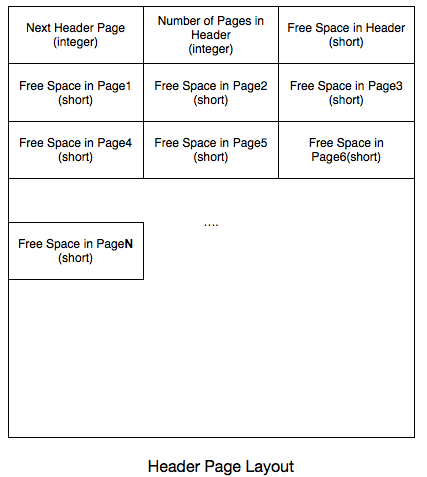 Next Header Page
(integer)
Number of Pages in
Header
(integer)
Free Space in Header
(short)
Free Space in Page1
(short)
Free Space in Page2
(short)
Free Space in Page3
(short)
Free Space in Page4
(short)
Free Space in Page5
(short)
Free Space in
Page6(short)
....
Free Space in PageN
(short)
Header Page Layout